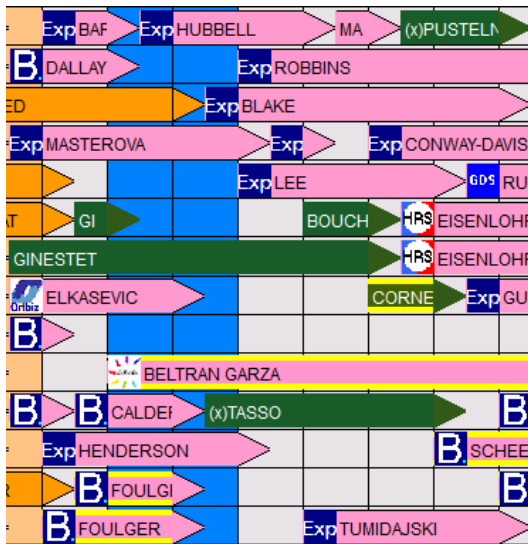 Exp BAF Exp HUBBELL MA (x)PUSTELN
B. DALLAY Exp ROBBINS
ED Exp BLAKE
Exp MASTEROVA Exp Exp CONWAY-DAVIS
Exp LEE GDS RU
AT GI BOUCH HRS EISENLOHR
GINESTET HRS EISENLOHR
Orbiz ELKASEVIC CORNE Exp GU
B.
BELTRAN GARZA
B. B. CALDEF (x)TASSO B
Exp HENDERSON B. SCHEE
R B. FOULGI B
B. FOULGER Exp TUMIDAJSKI